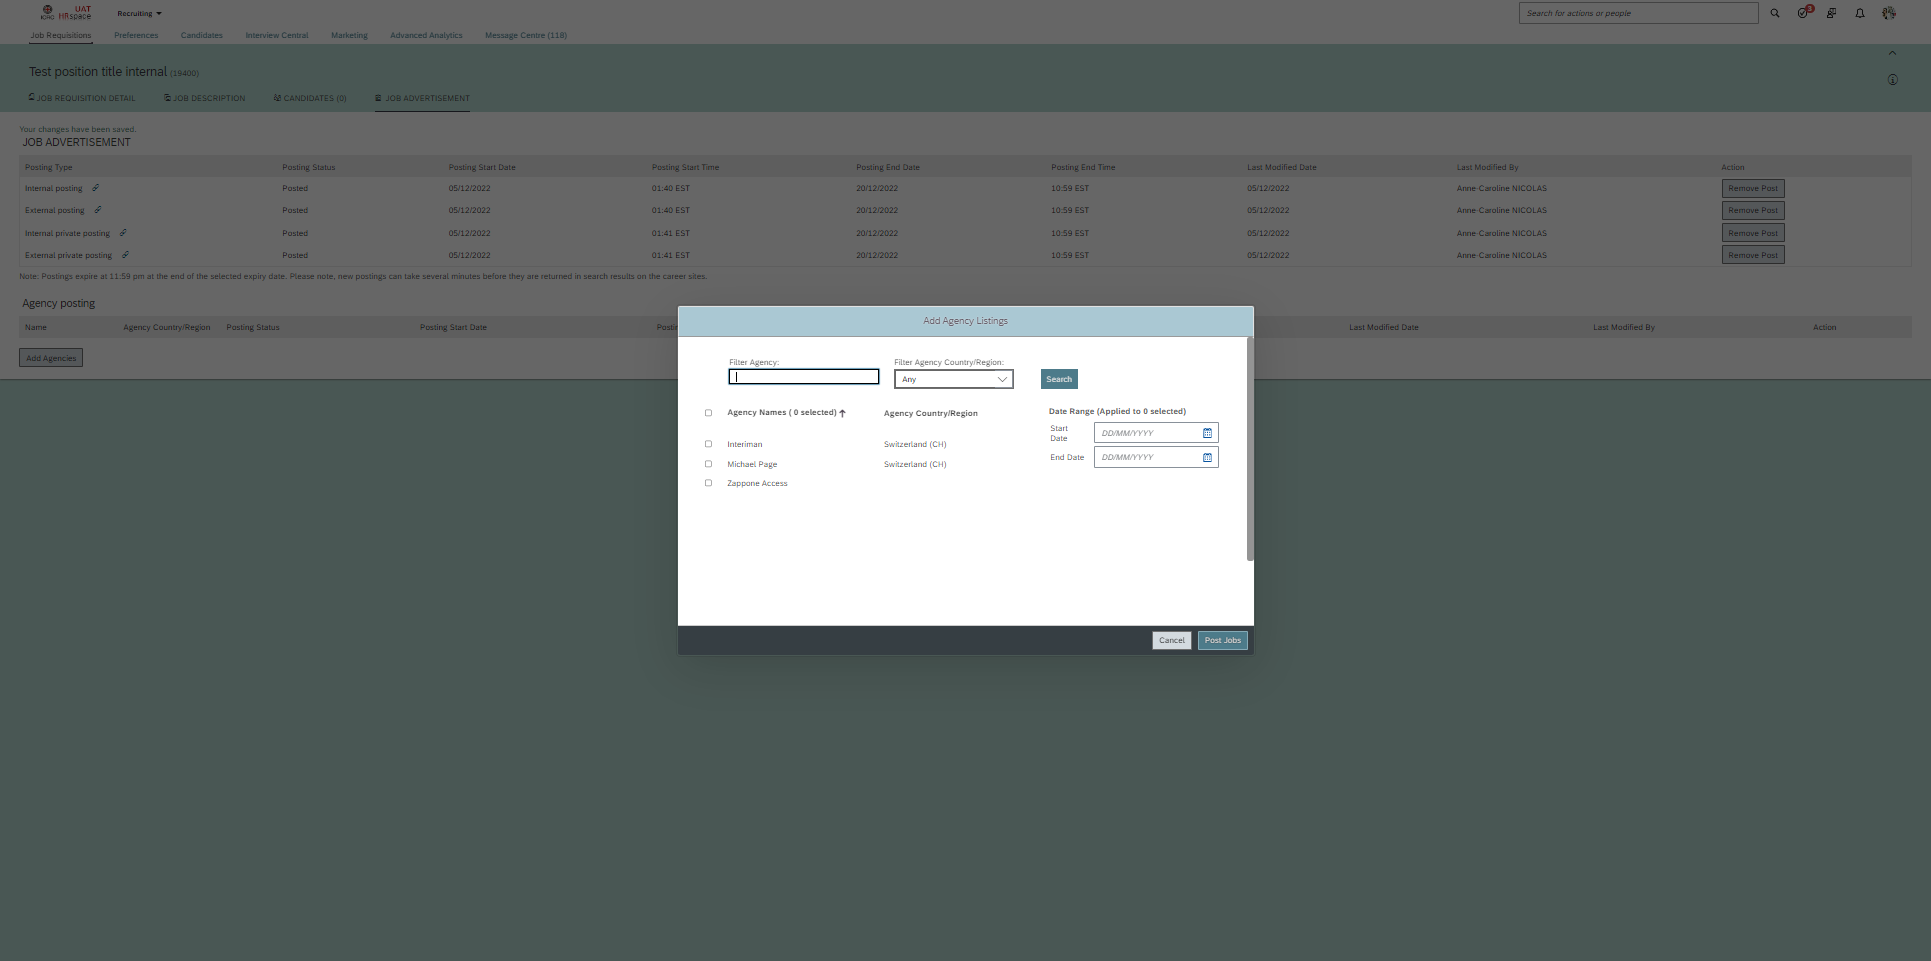 UAT
HRspace
Recruiting
Search for actions or people
3
Job Requisitions Preferences Candidates Interview Central Marketing Advanced Analytics Message Centre (118)
Test position title internal (19400)
JOB REQUISITION DETAIL JOB DESCRIPTION CANDIDATES (0) JOB ADVERTISEMENT
Your changes have been saved.
JOB ADVERTISEMENT
Posting Type Posting Status Posting Start Date Posting Start Time Posting End Date Posting End Time Last Modified Date Last Modified By Action
Internal posting Posted 05/12/2022 01:40 EST 20/12/2022 10:59 EST 05/12/2022 Anne-Caroline NICOLAS Remove Post
External posting Posted 05/12/2022 01:40 EST 20/12/2022 10:59 EST 05/12/2022 Anne-Caroline NICOLAS Remove Post
Internal private posting Posted 05/12/2022 01:41 EST 20/12/2022 10:59 EST 05/12/2022 Anne-Caroline NICOLAS Remove Post
External private posting Posted 05/12/2022 01:41 EST 20/12/2022 10:59 EST 05/12/2022 Anne-Caroline NICOLAS Remove Post
Note: Postings expire at 11:59 pm at the end of the selected expiry date. Please note, new postings can take several minutes before they are returned in search results on the career sites.
Agency posting
Name Agency Country/Region Posting Status Posting Start Date Last Modified Date Last Modified By Action
Add Agencies
Add Agency Listings
Filter Agency: Filter Agency Country/Region:
Any Search
Agency Names ( 0 selected) Agency Country/Region Date Range (Applied to 0 selected)
Start Date DD/MM/YYYY
End Date DD/MM/YYYY
Interiman Switzerland (CH)
Michael Page Switzerland (CH)
Zappone Access
Cancel Post Jobs